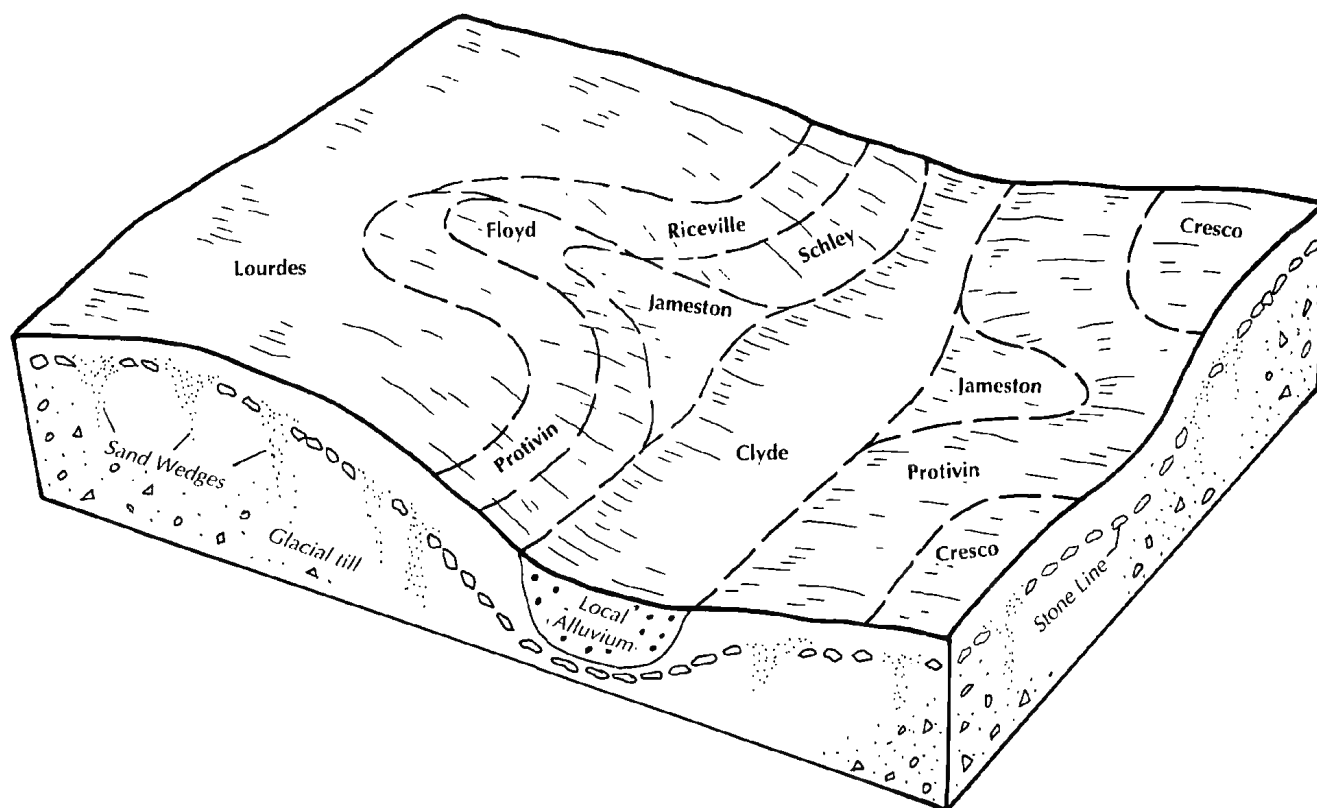 Cresco
Riceville
Floyd
Schley
Lourdes
Jameston
Jameston
Protivin
Clyde
Protivin
Sand Wedges
Cresco
Glacial till
Local
Alluvium
Stone Line